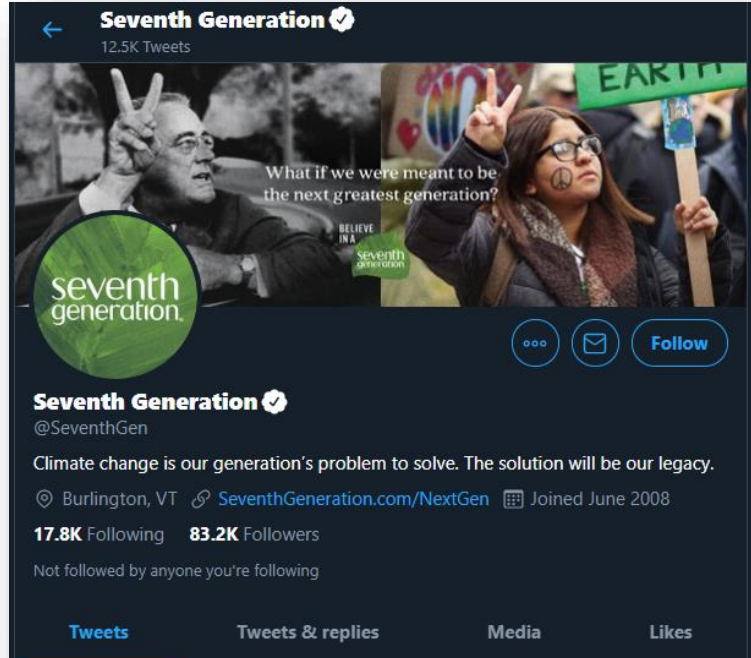 Seventh Generation
12.5K Tweets
EARTH
What if we were meant to be
the next greatest generation?
BELIEVE
IN A
seventh
generation
seventh
generation.
Follow
Seventh Generation
@SeventhGen
Climate change is our generation's problem to solve. The solution will be our legacy.
Burlington, VT SeventhGeneration.com/NextGen Joined June 2008
17.8K Following 83.2K Followers
Not followed by anyone you're following
Tweets Tweets & replies Media Likes